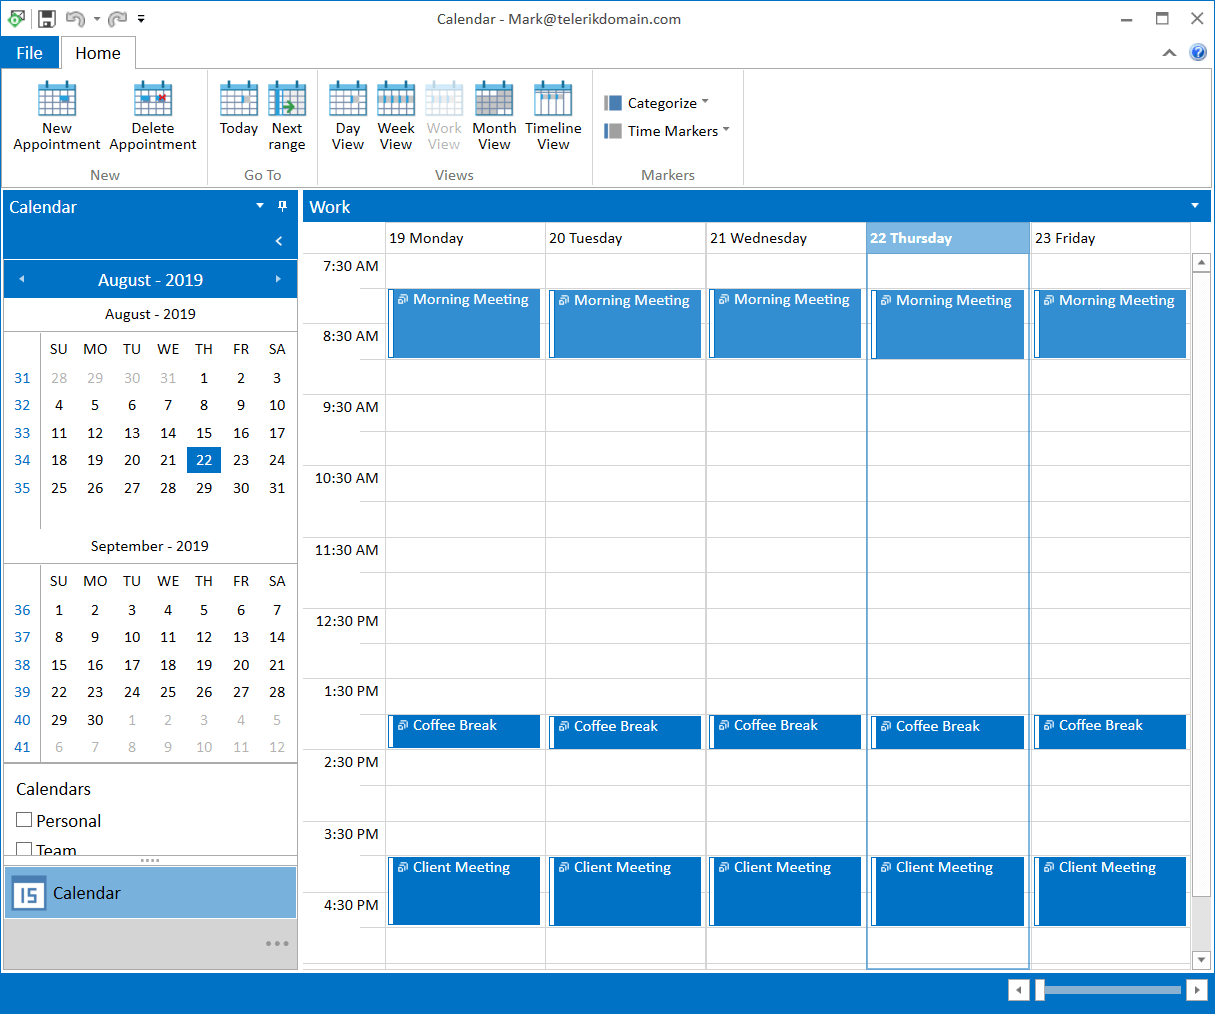 Calendar - Mark@telerikdomain.com
File Home
New Appointment
Delete Appointment
New
Today
Next range
Go To
Day View
Week View
Work View
Month View
Timeline View
Views
Categorize
Time Markers
Markers
Calendar
August - 2019
August - 2019
SU MO TU WE TH FR SA
31 28 29 30 31 1 2 3
32 4 5 6 7 8 9 10
33 11 12 13 14 15 16 17
34 18 19 20 21 22 23 24
35 25 26 27 28 29 30 31
September - 2019
SU MO TU WE TH FR SA
36 1 2 3 4 5 6 7
37 8 9 10 11 12 13 14
38 15 16 17 18 19 20 21
39 22 23 24 25 26 27 28
40 29 30 1 2 3 4 5
41 6 7 8 9 10 11 12
Calendars
Personal
Team
15 Calendar
Work
19 Monday 20 Tuesday 21 Wednesday 22 Thursday 23 Friday
7:30 AM
Morning Meeting Morning Meeting Morning Meeting Morning Meeting Morning Meeting
8:30 AM
9:30 AM
10:30 AM
11:30 AM
12:30 PM
1:30 PM
Coffee Break Coffee Break Coffee Break Coffee Break Coffee Break
2:30 PM
3:30 PM
Client Meeting Client Meeting Client Meeting Client Meeting Client Meeting
4:30 PM